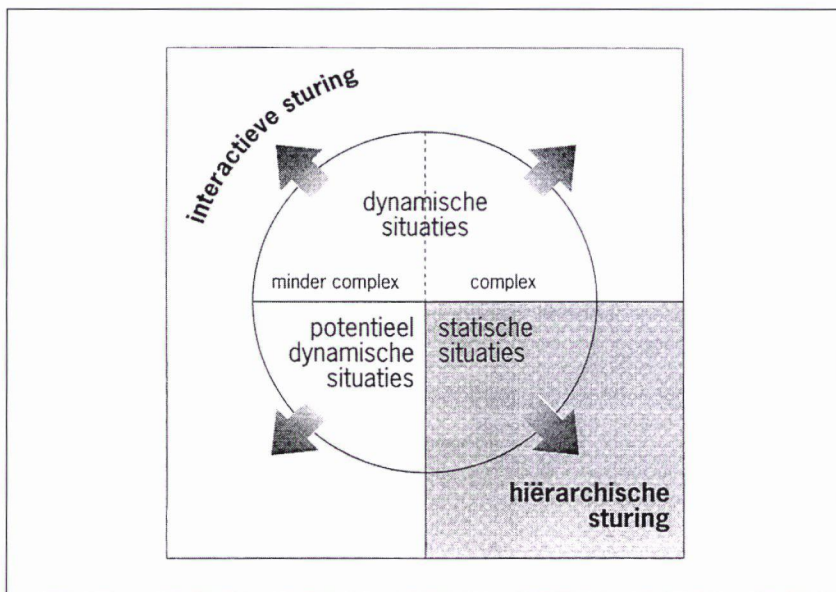 interactieve sturing
dynamische
situaties
minder complex
complex
potentieel
dynamische
situaties
statische
situaties
hiërarchische
sturing